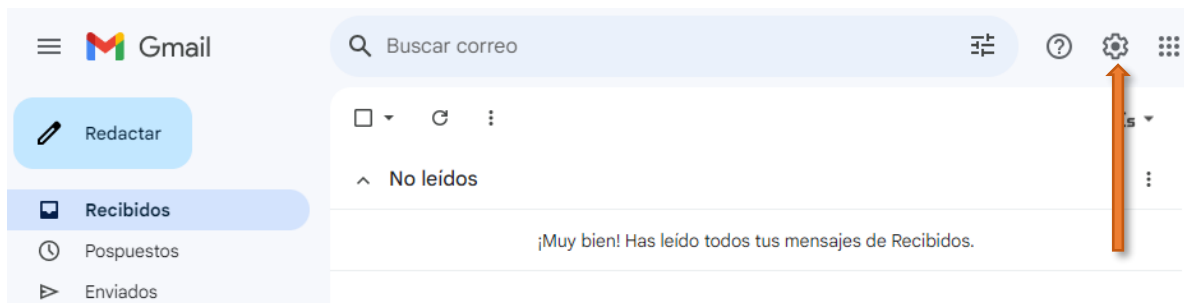 Gmail
Buscar correo
Redactar
No leídos
Recibidos
¡Muy bien! Has leído todos tus mensajes de Recibidos.
Pospuestos
Enviados